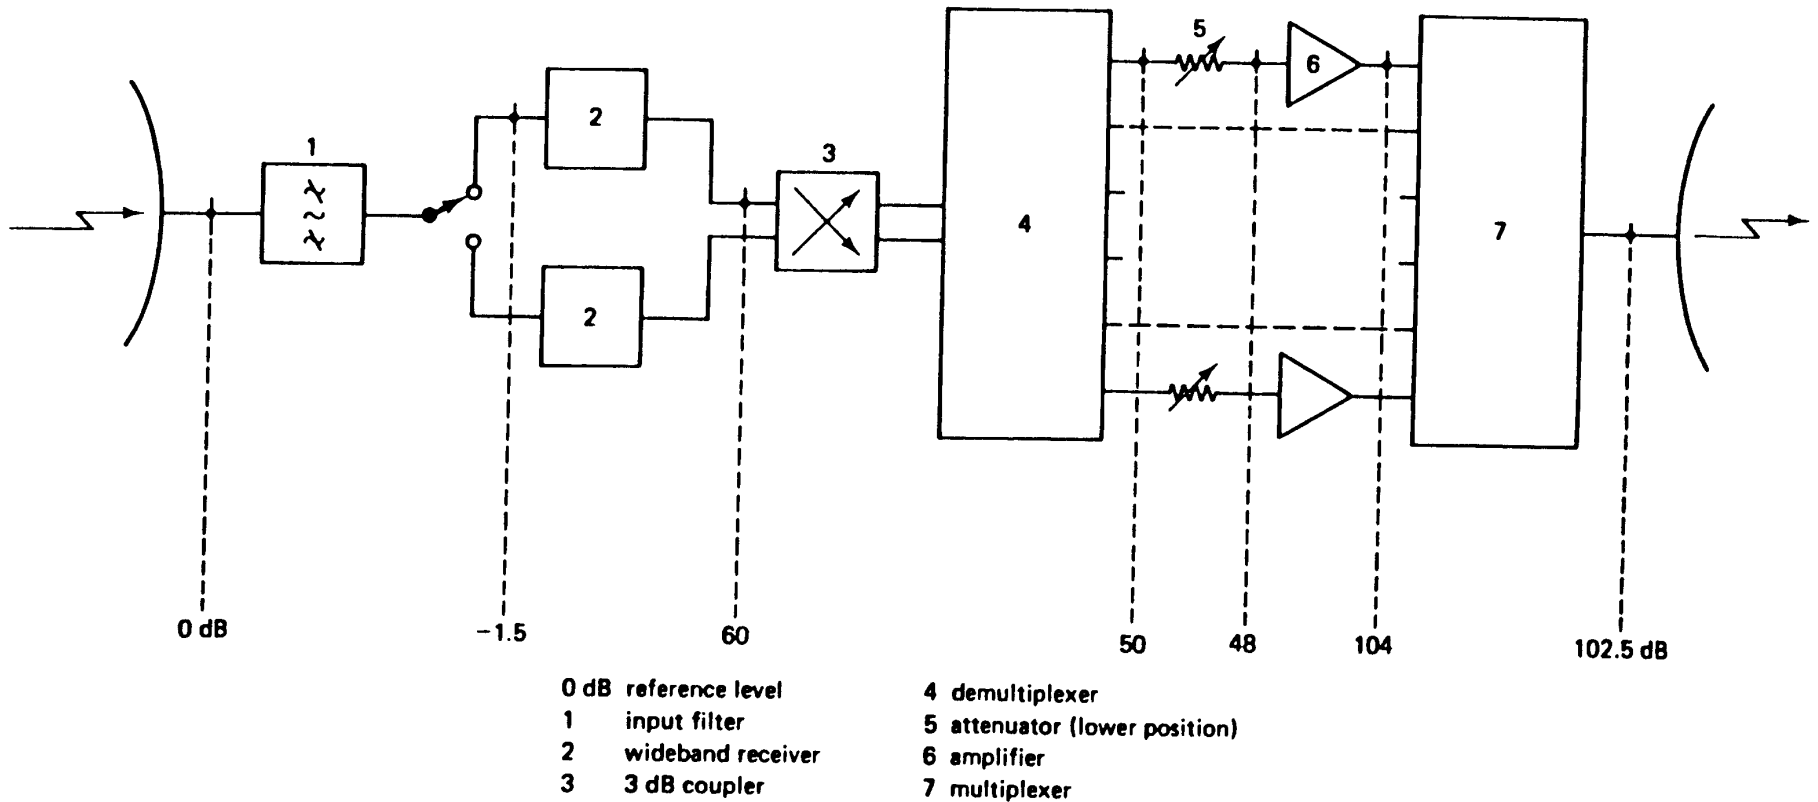 5
6
2
1
3
4
7
2
0 dB
-1.5
60
50
48
104
102.5 dB
0 dB reference level
1 input filter
2 wideband receiver
3 3 dB coupler
4 demultiplexer
5 attenuator (lower position)
6 amplifier
7 multiplexer